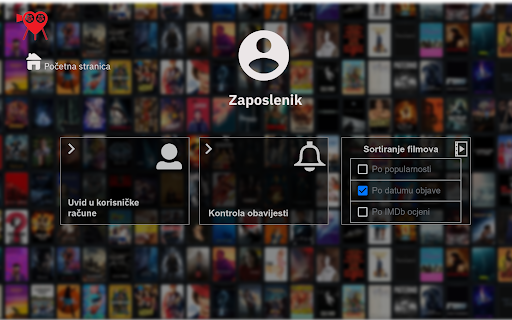 Početna stranica
Zaposlenik
Uvid u korisničke
račune
Kontrola obavijesti
Sortiranje filmova
Po popularnosti
Po datumu objave
Po IMDb ocjeni